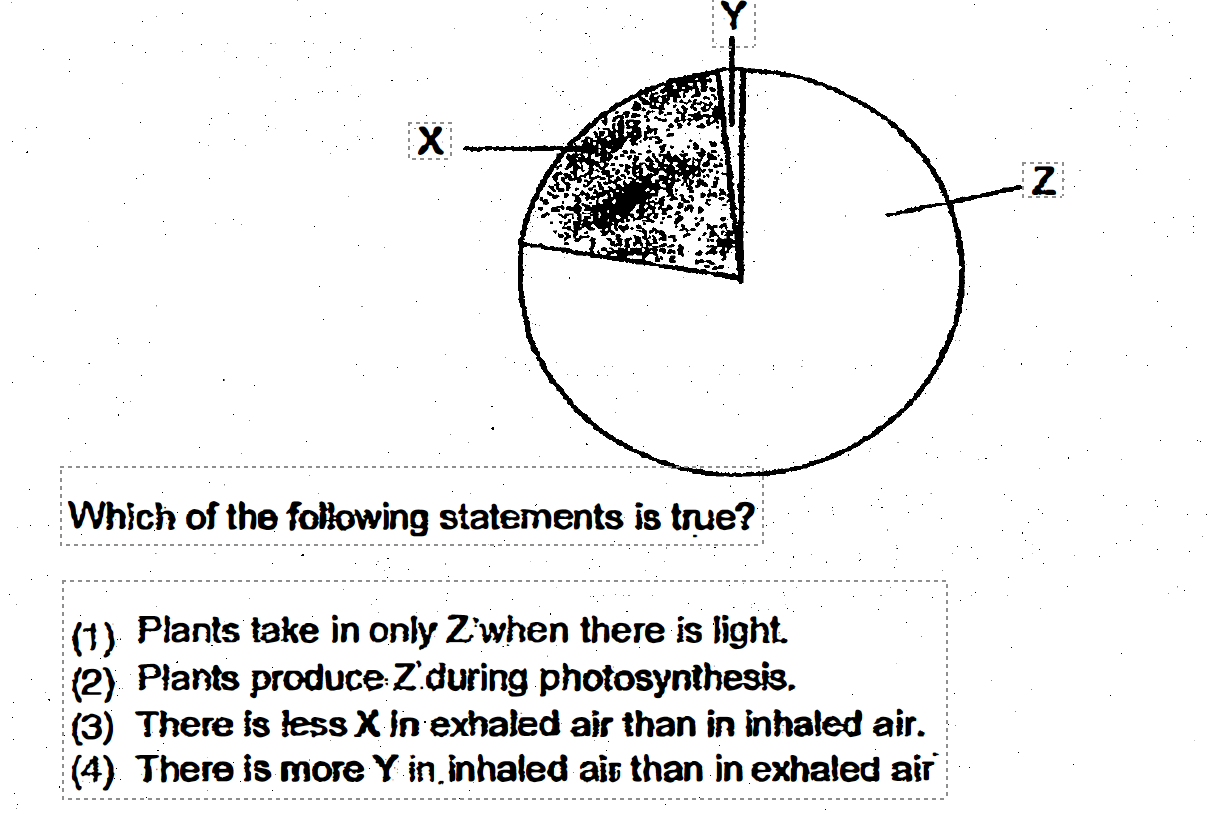 Y
X
Z
Which of the following statements is true?
(1) Plants take in only Z when there is light.
(2) Plants produce Z during photosynthesis.
(3) There is less X in exhaled air than in inhaled air.
(4) There is more Y in inhaled air than in exhaled air